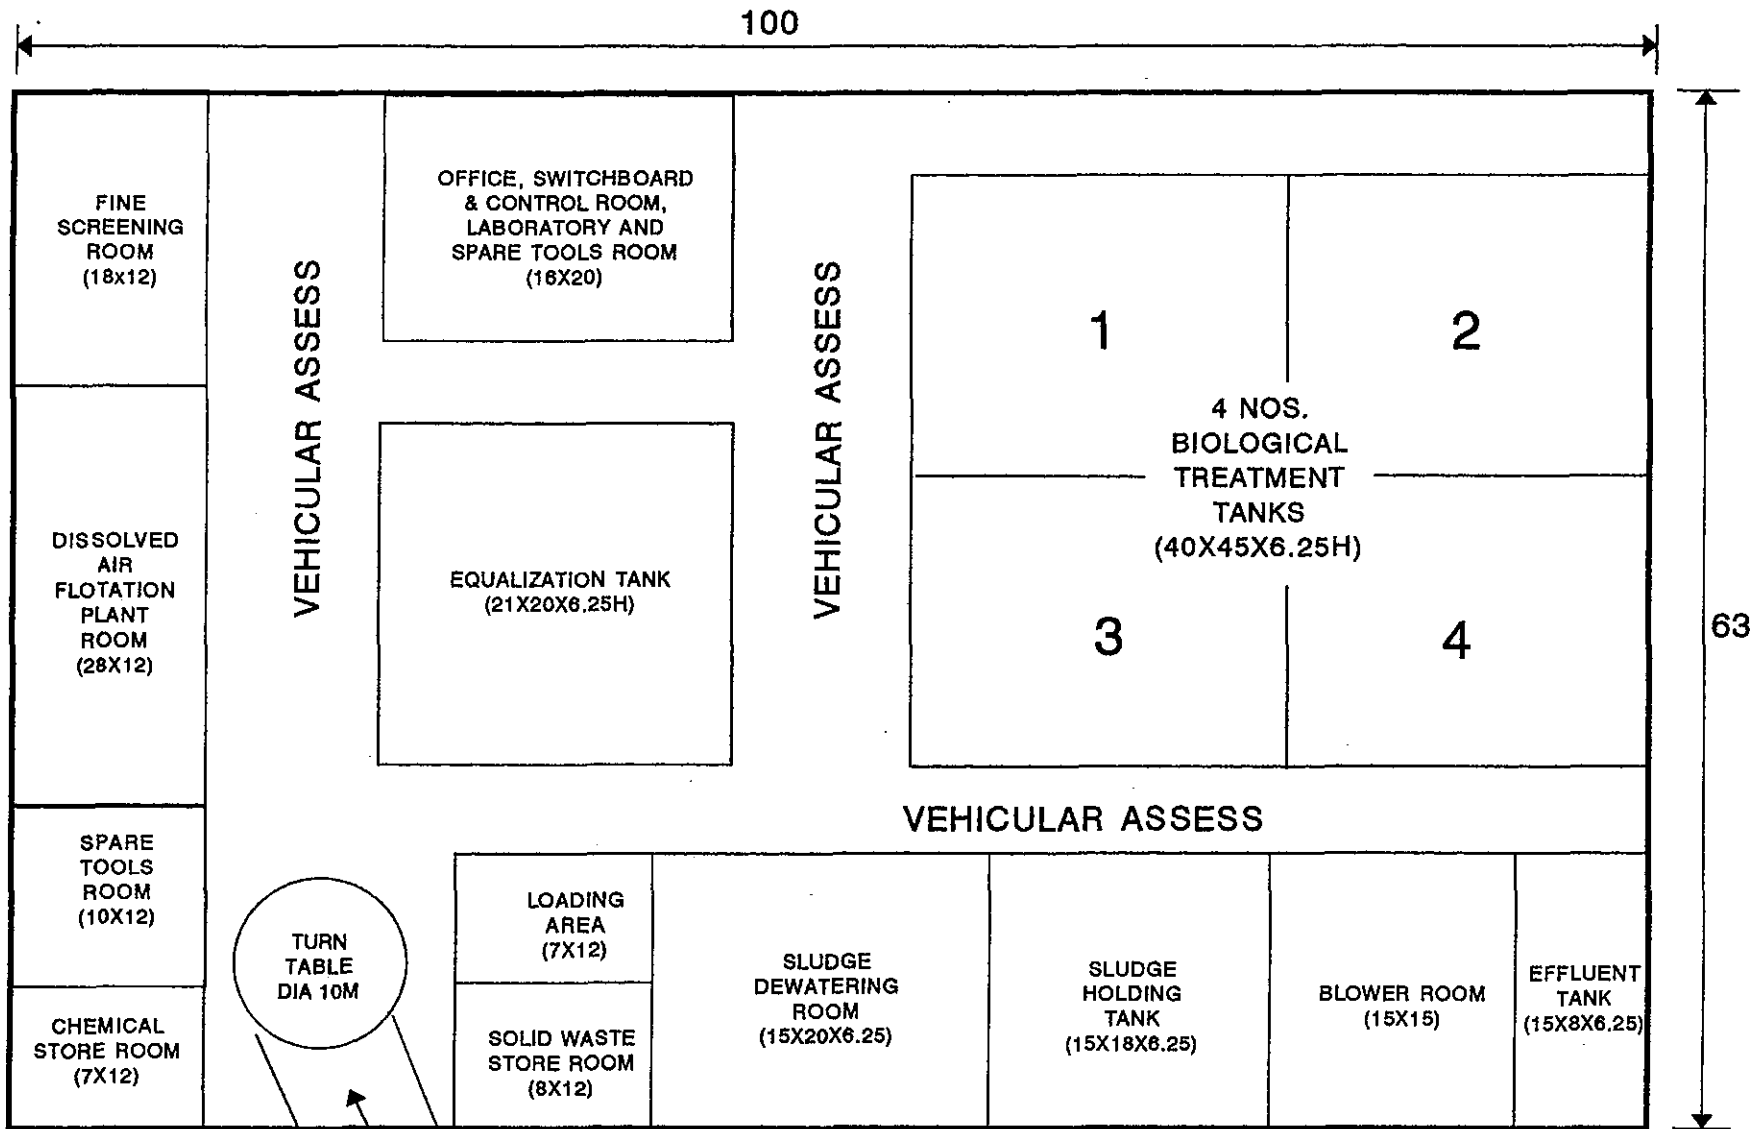 100
FINE
SCREENING
ROOM
(18x12)
OFFICE, SWITCHBOARD
& CONTROL ROOM,
LABORATORY AND
SPARE TOOLS ROOM
(16X20)
VEHICULAR ASSESS
VEHICULAR ASSESS
1
2
4 NOS.
BIOLOGICAL
TREATMENT
TANKS
(40X45X6.25H)
3
4
63
DISSOLVED
AIR
FLOTATION
PLANT
ROOM
(28X12)
EQUALIZATION TANK
(21X20X6.25H)
VEHICULAR ASSESS
SPARE
TOOLS
ROOM
(10X12)
TURN
TABLE
DIA 10M
LOADING
AREA
(7X12)
CHEMICAL
STORE ROOM
(7X12)
SOLID WASTE
STORE ROOM
(8X12)
SLUDGE
DEWATERING
ROOM
(15X20X6.25)
SLUDGE
HOLDING
TANK
(15X18X6.25)
BLOWER ROOM
(15X15)
EFFLUENT
TANK
(15X8X6.25)